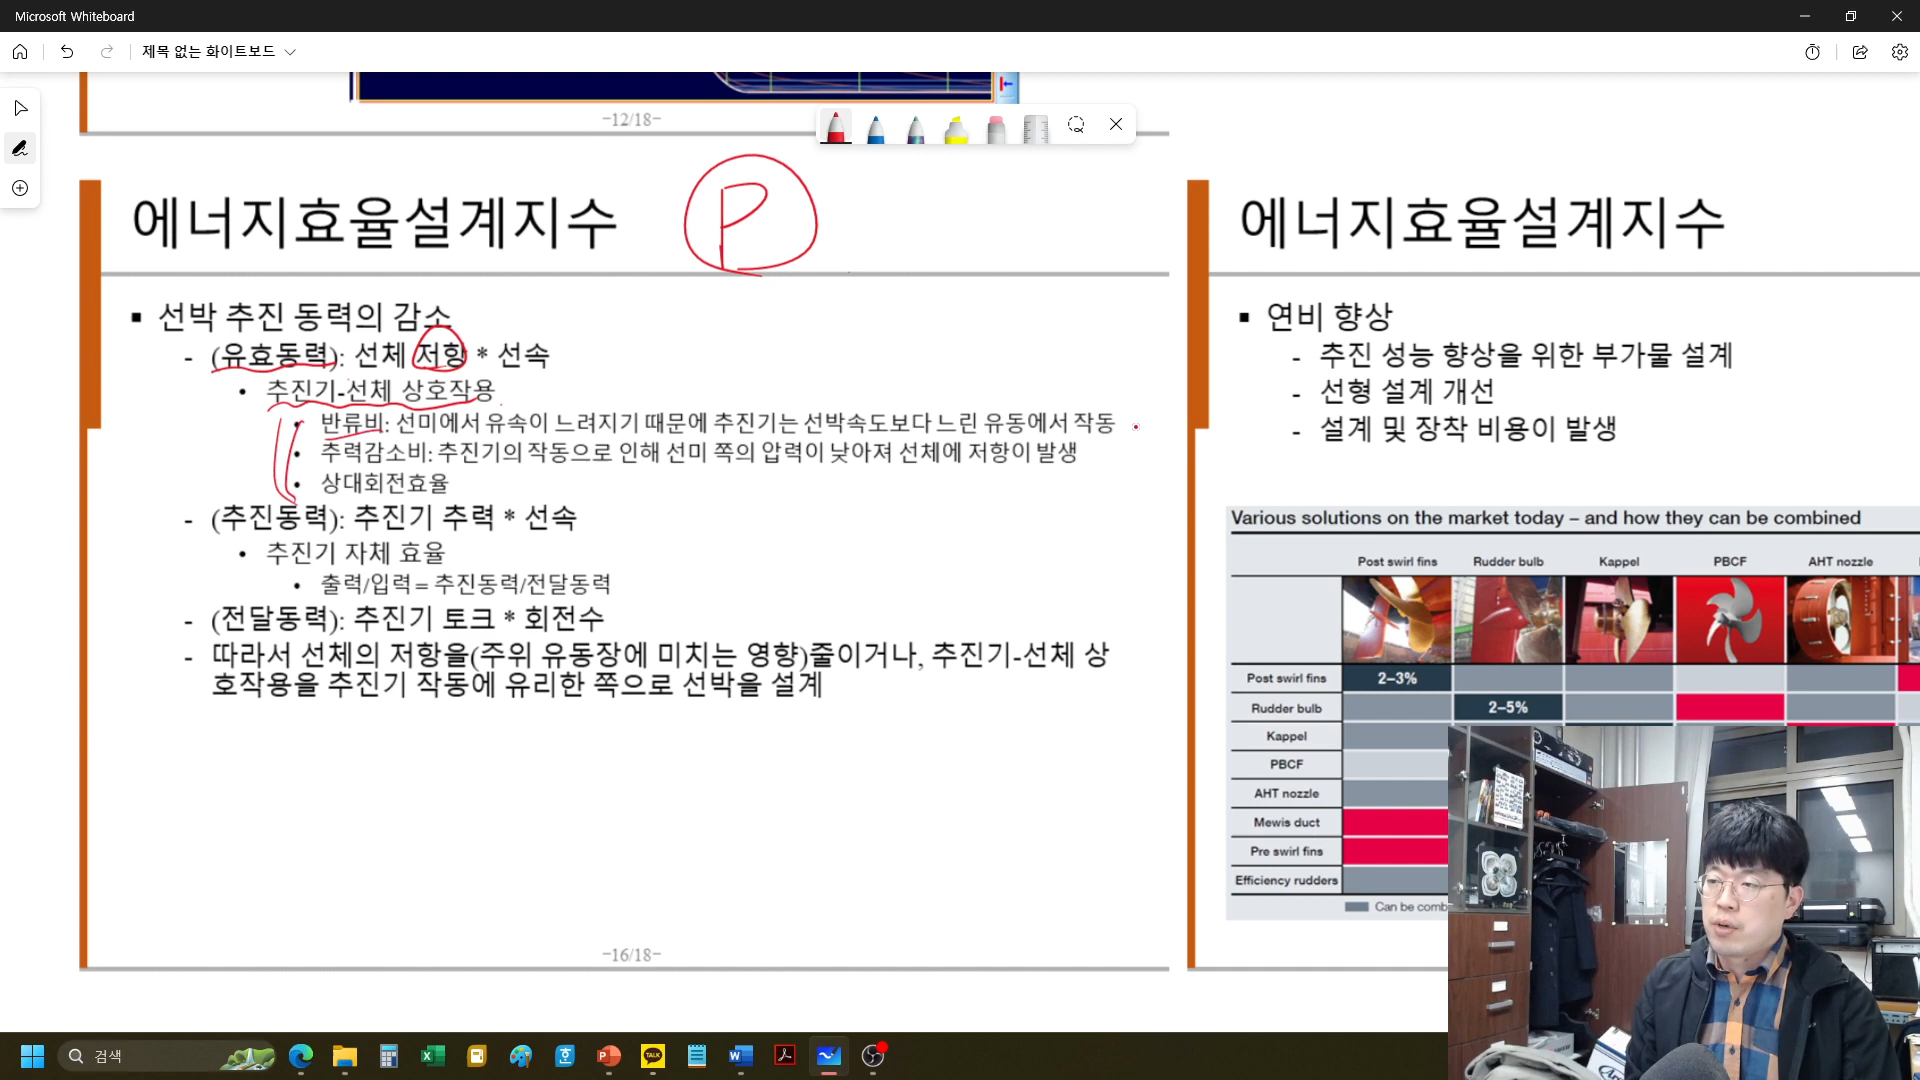 Microsoft Whiteboard
제목 없는 화이트보드
-12/18-
에너지효율설계지수
P
▪ 선박 추진 동력의 감소
- (유효동력): 선체 저항 * 선속
• 추진기-선체 상호작용
• 반류비: 선미에서 유속이 느려지기 때문에 추진기는 선박속도보다 느린 유동에서 작동
• 추력감소비: 추진기의 작동으로 인해 선미 쪽의 압력이 낮아져 선체에 저항이 발생
• 상대회전효율
- (추진동력): 추진기 추력 * 선속
• 추진기 자체 효율
• 출력/입력 = 추진동력/전달동력
- (전달동력): 추진기 토크 * 회전수
- 따라서 선체의 저항을(주위 유동장에 미치는 영향)줄이거나, 추진기-선체 상
호작용을 추진기 작동에 유리한 쪽으로 선박을 설계
-16/18-
에너지효율설계지수
▪ 연비 향상
- 추진 성능 향상을 위한 부가물 설계
- 선형 설계 개선
- 설계 및 장착 비용이 발생
Various solutions on the market today – and how they can be combined
Post swirl fins Rudder bulb Kappel PBCF AHT nozzle
Post swirl fins 2–3%
Rudder bulb 2–5%
Kappel
PBCF
AHT nozzle
Mewis duct
Pre swirl fins
Efficiency rudders
Can be comb
검색
TALK